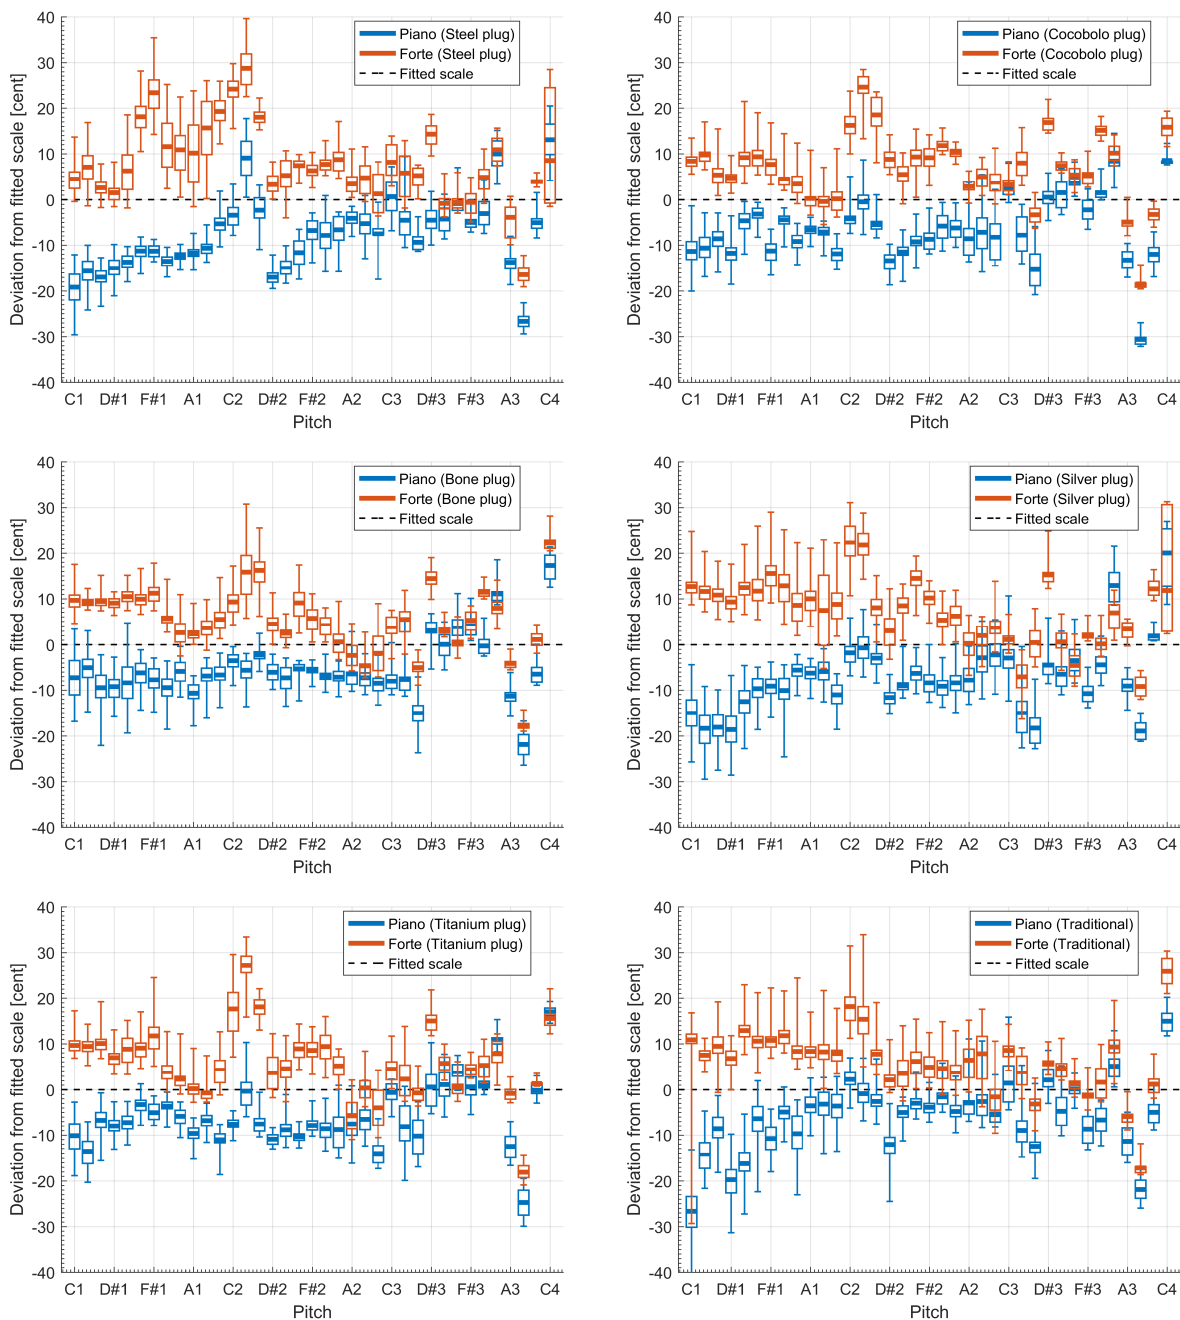 Deviation from fitted scale [cent]
40
30
20
10
0
-10
-20
-30
-40
Piano (Steel plug)
Forte (Steel plug)
Fitted scale
C1 D#1 F#1 A1 C2 D#2 F#2 A2 C3 D#3 F#3 A3 C4
Pitch
Deviation from fitted scale [cent]
40
30
20
10
0
-10
-20
-30
-40
Piano (Cocobolo plug)
Forte (Cocobolo plug)
Fitted scale
C1 D#1 F#1 A1 C2 D#2 F#2 A2 C3 D#3 F#3 A3 C4
Pitch
Deviation from fitted scale [cent]
40
30
20
10
0
-10
-20
-30
-40
Piano (Bone plug)
Forte (Bone plug)
Fitted scale
C1 D#1 F#1 A1 C2 D#2 F#2 A2 C3 D#3 F#3 A3 C4
Pitch
Deviation from fitted scale [cent]
40
30
20
10
0
-10
-20
-30
-40
Piano (Silver plug)
Forte (Silver plug)
Fitted scale
C1 D#1 F#1 A1 C2 D#2 F#2 A2 C3 D#3 F#3 A3 C4
Pitch
Deviation from fitted scale [cent]
40
30
20
10
0
-10
-20
-30
-40
Piano (Titanium plug)
Forte (Titanium plug)
Fitted scale
C1 D#1 F#1 A1 C2 D#2 F#2 A2 C3 D#3 F#3 A3 C4
Pitch
Deviation from fitted scale [cent]
40
30
20
10
0
-10
-20
-30
-40
Piano (Traditional)
Forte (Traditional)
Fitted scale
C1 D#1 F#1 A1 C2 D#2 F#2 A2 C3 D#3 F#3 A3 C4
Pitch